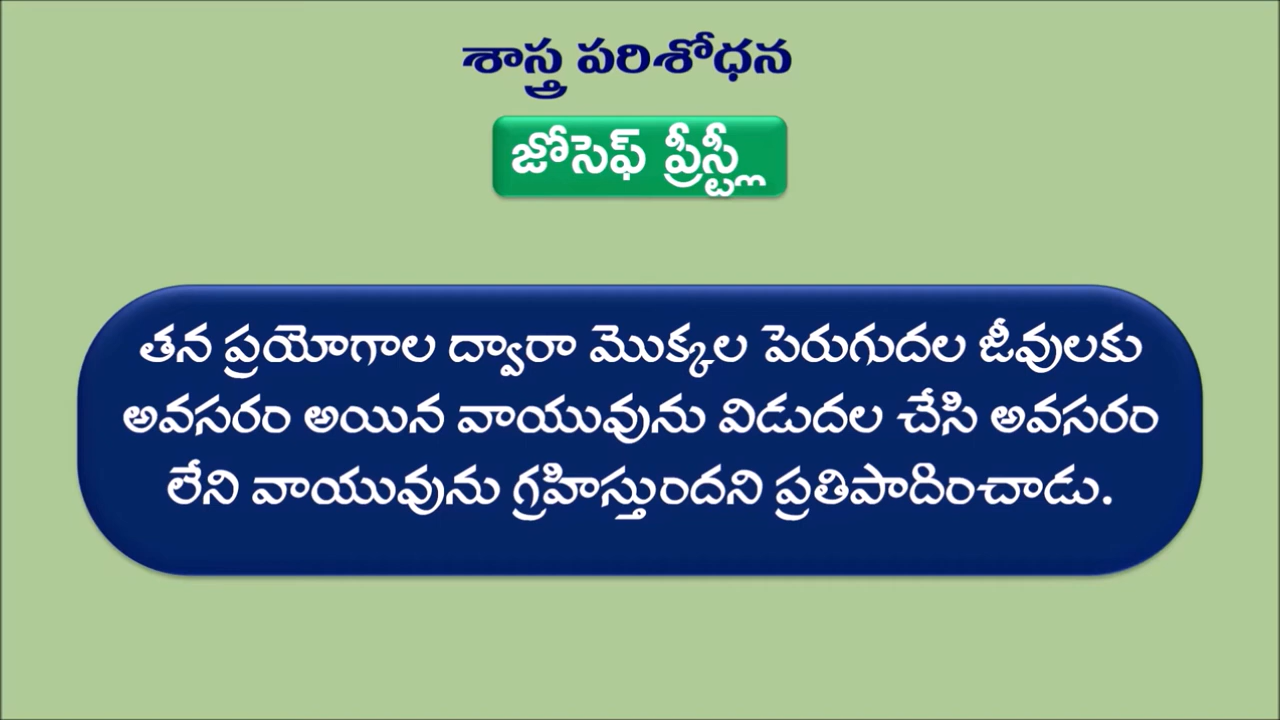 శాస్త్ర పరిశోధన
జోసెఫ్ ప్రీస్ట్లీ
తన ప్రయోగాల ద్వారా మొక్కల పెరుగుదల జీవులకు
అవసరం అయిన వాయువును విడుదల చేసి అవసరం
లేని వాయువును గ్రహిస్తుందని ప్రతిపాదించాడు.